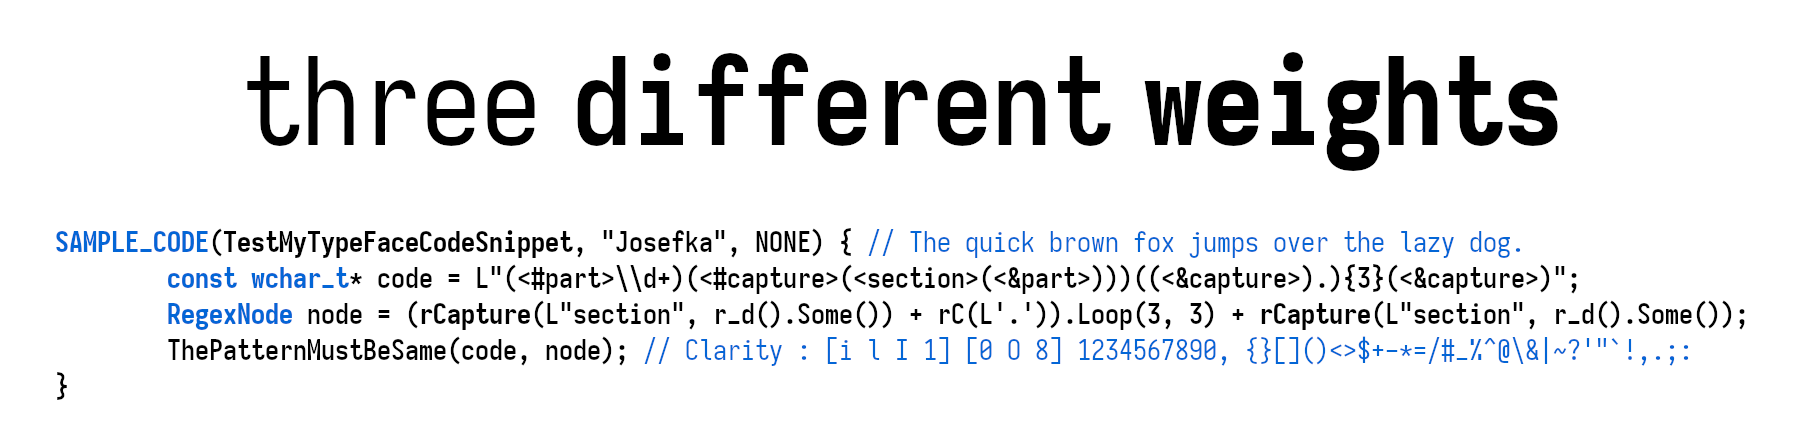 three different weights
SAMPLE_CODE(TestMyTypeFaceCodeSnippet, "Josefka", NONE) { // The quick brown fox jumps over the lazy dog.
const wchar_t* code = L"(<#part>\\d+)(<#capture>(<section>(<&part>)))((<&capture>).){3}(<&capture>)";
RegexNode node = (rCapture(L"section", r_d().Some()) + rC(L'.')).Loop(3, 3) + rCapture(L"section", r_d().Some());
ThePatternMustBeSame(code, node); // Clarity : [i l I 1] [0 O 8] 1234567890, {}[]()<>$+-*=/#_%^@\&|~?'"`!,.;:
}